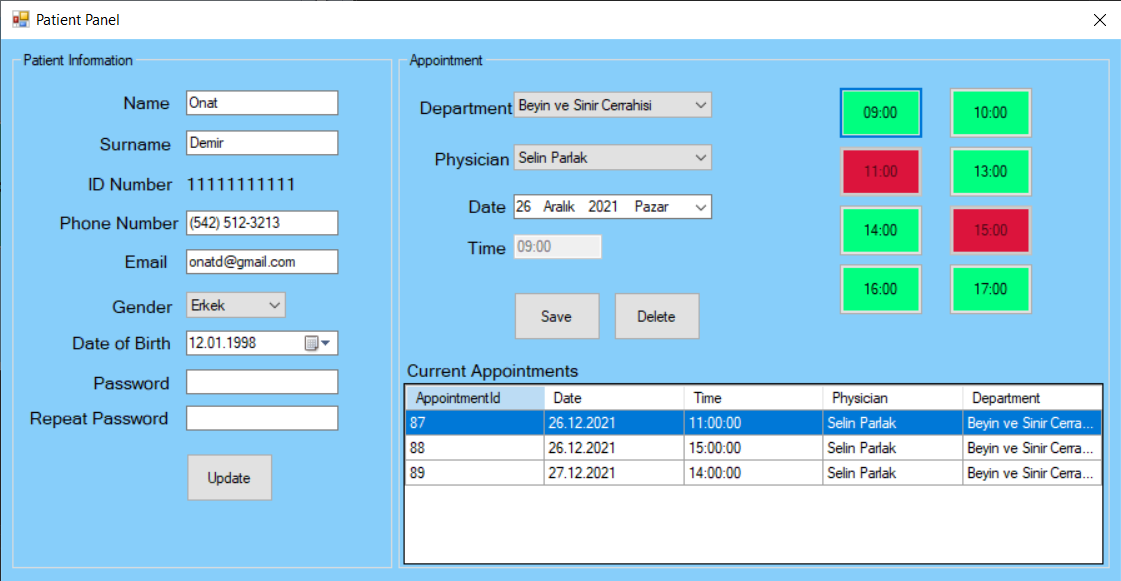 Patient Panel
Patient Information
Name Onat
Surname Demir
ID Number 11111111111
Phone Number (542) 512-3213
Email onatd@gmail.com
Gender Erkek
Date of Birth 12.01.1998
Password
Repeat Password
Update
Appointment
Department Beyin ve Sinir Cerrahisi
Physician Selin Parlak
Date 26 Aralık 2021 Pazar
Time 09:00
Save Delete
09:00 10:00
11:00 13:00
14:00 15:00
16:00 17:00
Current Appointments
AppointmentId Date Time Physician Department
87 26.12.2021 11:00:00 Selin Parlak Beyin ve Sinir Cerra...
88 26.12.2021 15:00:00 Selin Parlak Beyin ve Sinir Cerra...
89 27.12.2021 14:00:00 Selin Parlak Beyin ve Sinir Cerra...